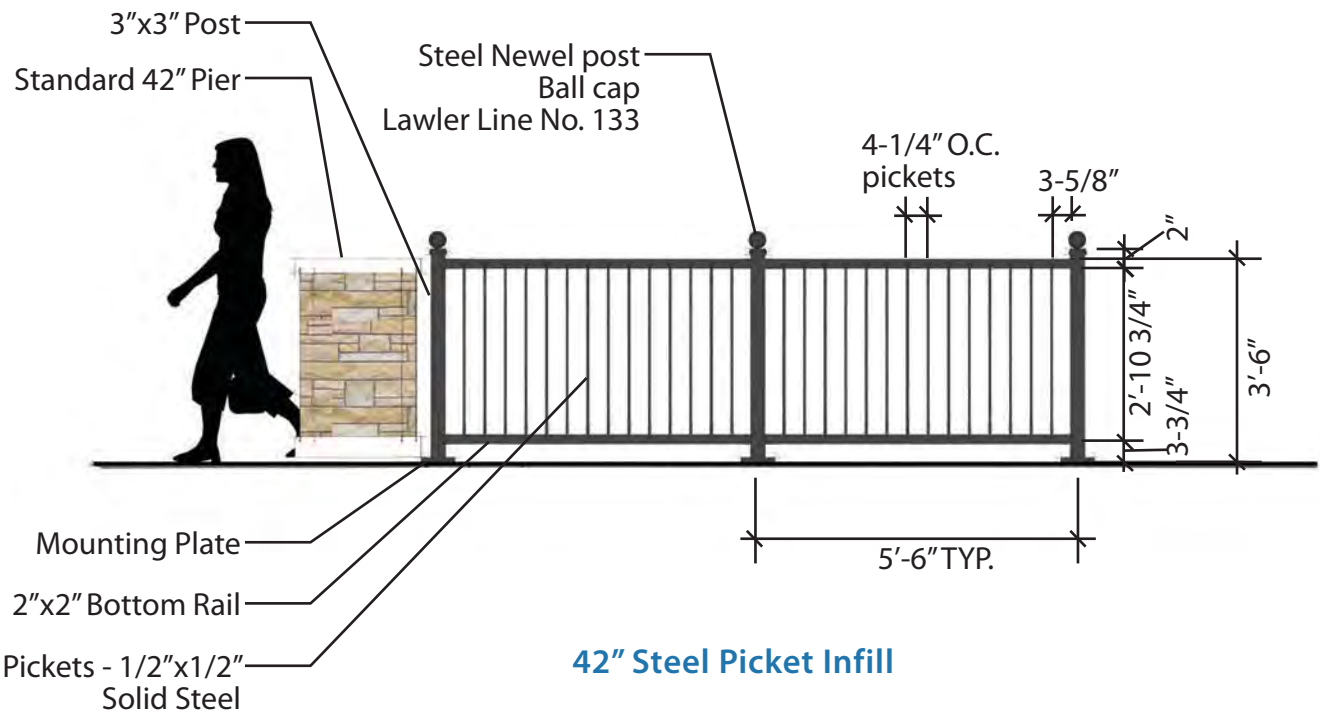 3”x3” Post
Standard 42” Pier
Steel Newel post
Ball cap
Lawler Line No. 133
4-1/4” O.C.
pickets
3-5/8”
2”
2’-10 3/4”
3-3/4”
3’-6”
5’-6” TYP.
Mounting Plate
2”x2” Bottom Rail
Pickets - 1/2”x1/2”
Solid Steel
42” Steel Picket Infill